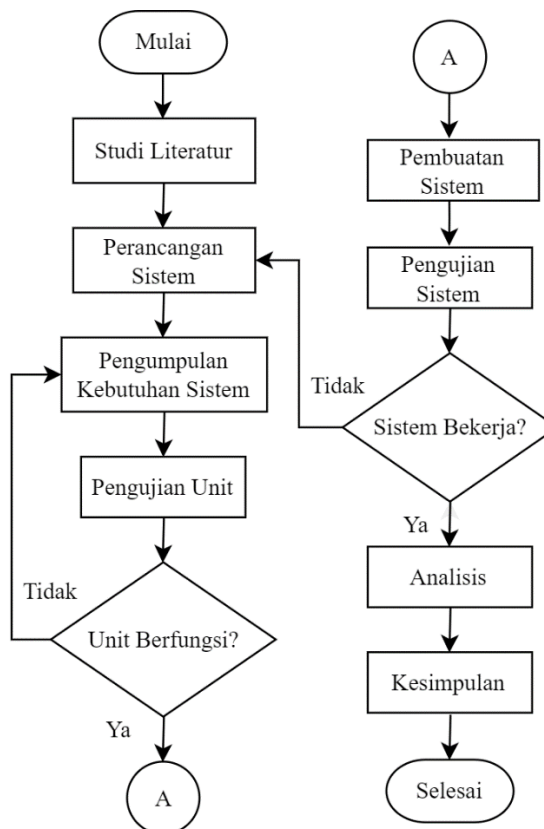 Mulai
Studi Literatur
Perancangan
Sistem
Pengumpulan
Kebutuhan Sistem
Pengujian Unit
Tidak
Unit Berfungsi?
Ya
A
A
Pembuatan
Sistem
Pengujian
Sistem
Tidak
Sistem Bekerja?
Ya
Analisis
Kesimpulan
Selesai